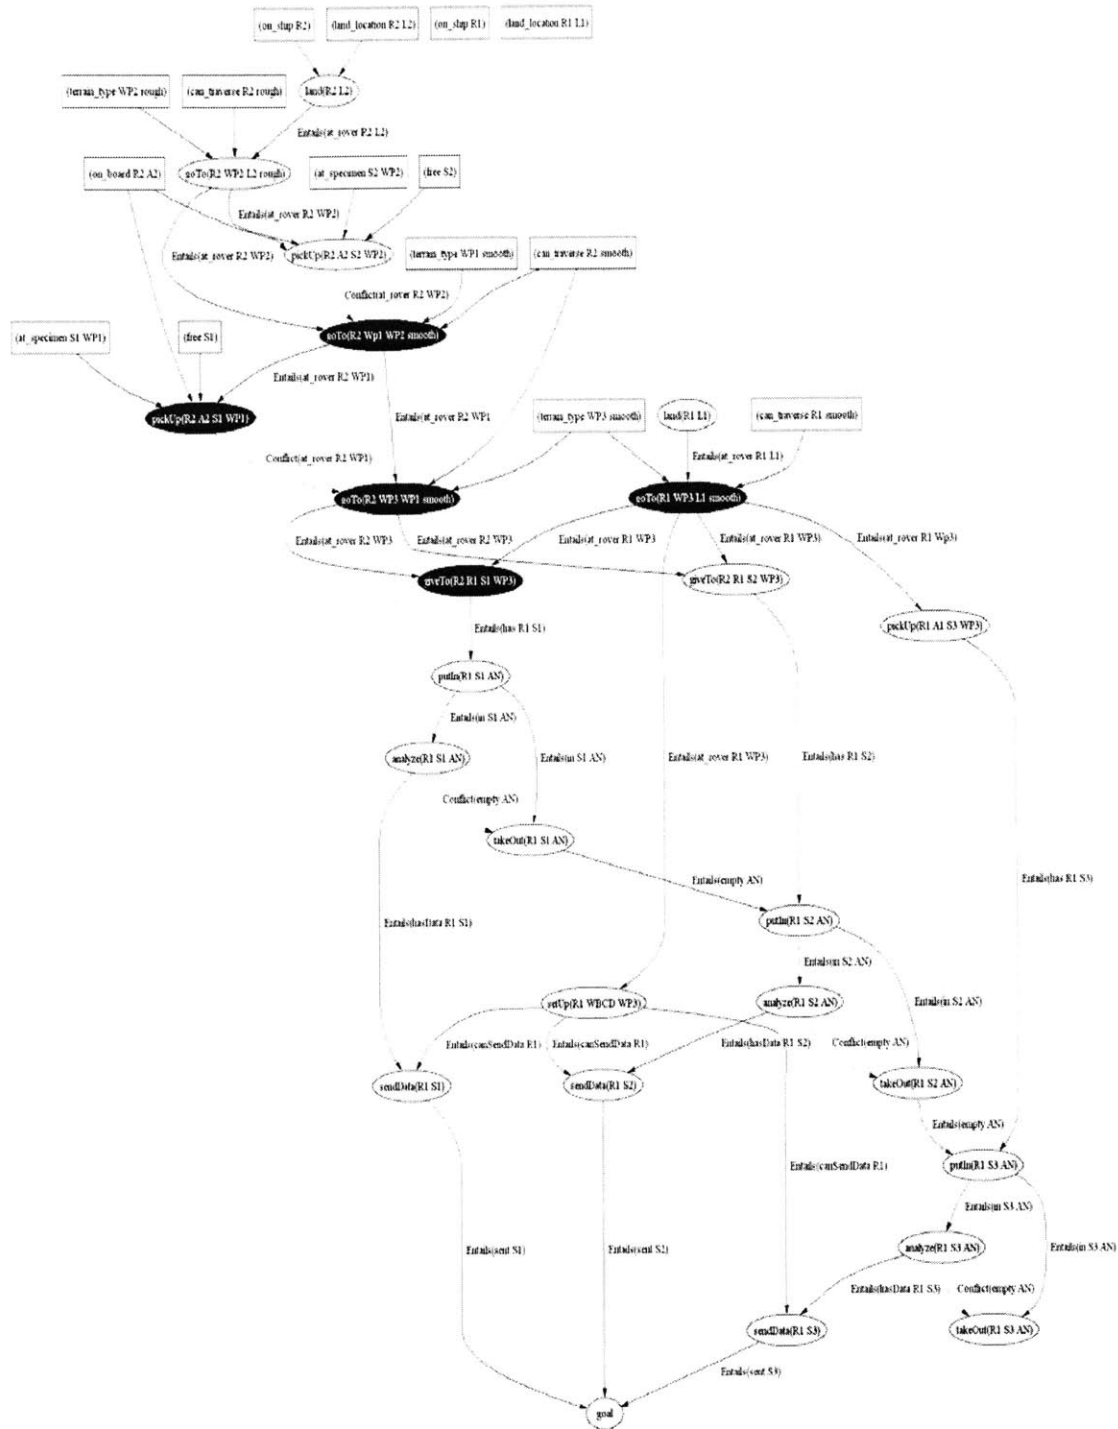 (on_ship R2)
(land_location R2 L2)
(on_ship R1)
(land_location R1 L1)
(terrain_type WP2 rough)
(can_traverse R2 rough)
land(R2 L2)
Entails(at_rover R2 L2)
(on_board R2 A2)
goTo(R2 WP2 L2 rough)
(at_specimen S2 WP2)
(free S2)
Entails(at_rover R2 WP2)
Entails(at_rover R2 WP2)
pickUp(R2 A2 S2 WP2)
(terrain_type WP1 smooth)
(can_traverse R2 smooth)
Conflict(at_rover R2 WP2)
(at_specimen S1 WP1)
(free S1)
goTo(R2 Wp1 WP2 smooth)
Entails(at_rover R2 WP1)
pickUp(R2 A2 S1 WP1)
Entails(at_rover R2 WP1
(terrain_type WP3 smooth)
land(R1 L1)
(can_traverse R1 smooth)
Conflict(at_rover R2 WP1)
Entails(at_rover R1 L1)
goTo(R2 WP3 WP1 smooth)
goTo(R1 WP3 L1 smooth)
Entails(at_rover R2 WP3
Entails(at_rover R2 WP3
Entails(at_rover R1 WP3
Entails(at_rover R1 WP3)
Entails(at_rover R1 Wp3)
giveTo(R2 R1 S1 WP3)
giveTo(R2 R1 S2 WP3)
pickUp(R1 A1 S3 WP3)
Entails(has R1 S1)
putIn(R1 S1 AN)
Entails(in S1 AN)
analyze(R1 S1 AN)
Entails(in S1 AN)
Entails(at_rover R1 WP3)
Entails(has R1 S2)
Conflict(empty AN)
takeOut(R1 S1 AN)
Entails(empty AN)
Entails(has R1 S3)
Entails(hasData R1 S1)
putIn(R1 S2 AN)
Entails(in S2 AN)
setUp(R1 WBCD WP3)
analyze(R1 S2 AN)
Entails(in S2 AN)
Entails(canSendData R1)
Entails(canSendData R1)
Entails(hasData R1 S2)
Conflict(empty AN)
sendData(R1 S1)
sendData(R1 S2)
takeOut(R1 S2 AN)
Entails(empty AN)
Entails(canSendData R1)
putIn(R1 S3 AN)
Entails(in S3 AN)
Entails(sent S1)
Entails(sent S2)
analyze(R1 S3 AN)
Entails(in S3 AN)
Entails(hasData R1 S3)
Conflict(empty AN)
sendData(R1 S3)
takeOut(R1 S3 AN)
Entails(sent S3)
goal